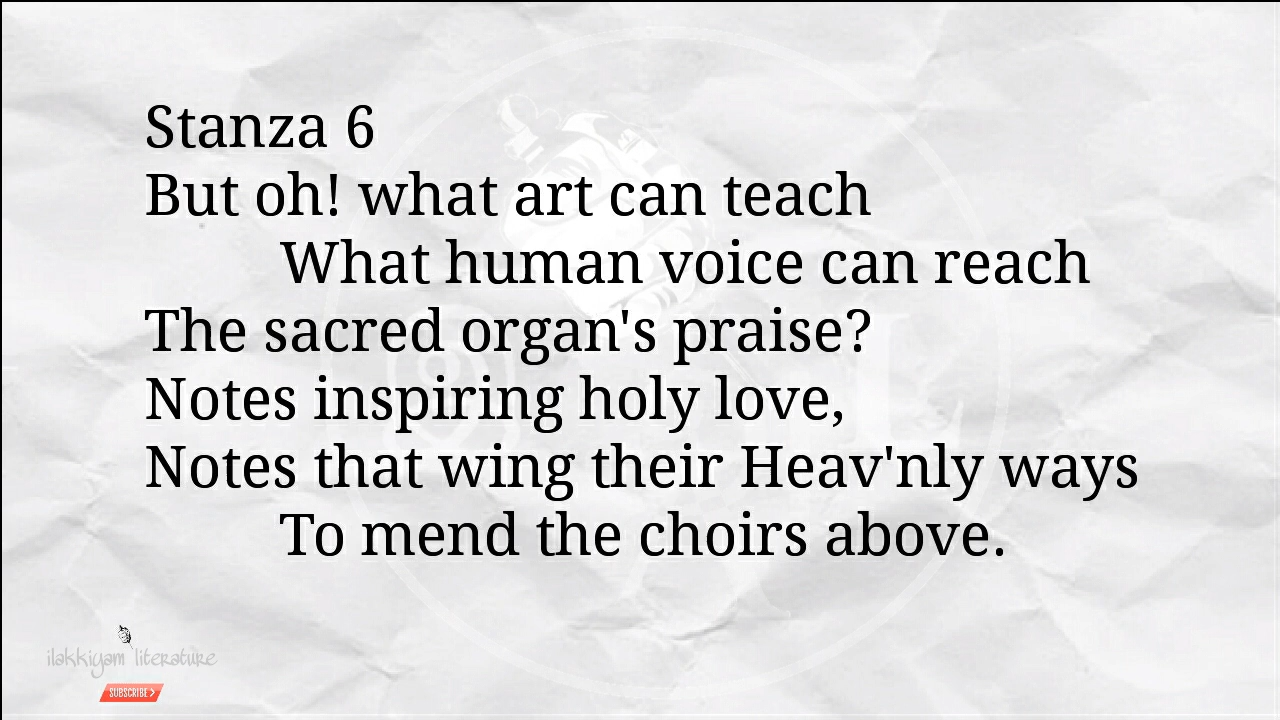 Stanza 6
But oh! what art can teach
What human voice can reach
The sacred organ's praise?
Notes inspiring holy love,
Notes that wing their Heav'nly ways
To mend the choirs above.
ilakkiyam literature
SUBSCRIBE >